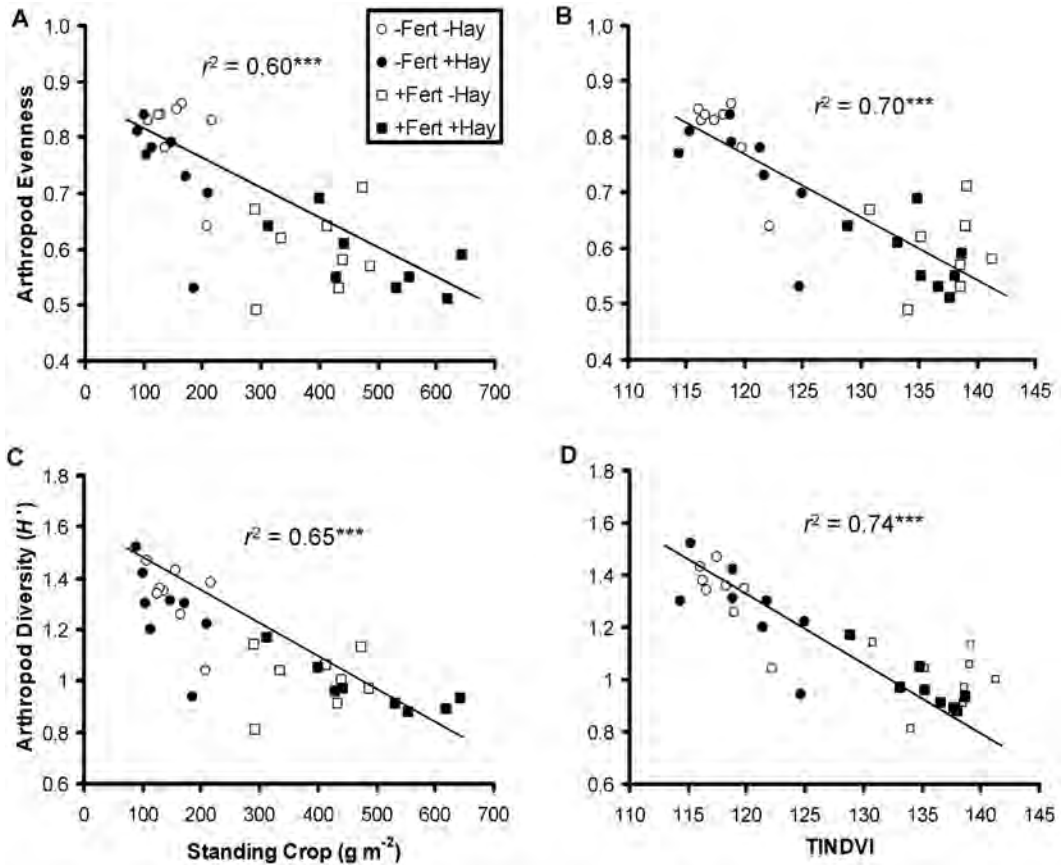 A
Arthropod Evenness
1.0
0.9
0.8
0.7
0.6
0.5
0.4
0 100 200 300 400 500 600 700
r² = 0.60***
-Fert -Hay
-Fert +Hay
+Fert -Hay
+Fert +Hay
B
1.0
0.9
0.8
0.7
0.6
0.5
0.4
110 115 120 125 130 135 140 145
r² = 0.70***
C
Arthropod Diversity (H')
1.8
1.6
1.4
1.2
1
0.8
0.6
0 100 200 300 400 500 600 700
r² = 0.65***
Standing Crop (g m⁻²)
D
1.8
1.6
1.4
1.2
1
0.8
0.6
110 115 120 125 130 135 140 145
r² = 0.74***
TINDVI